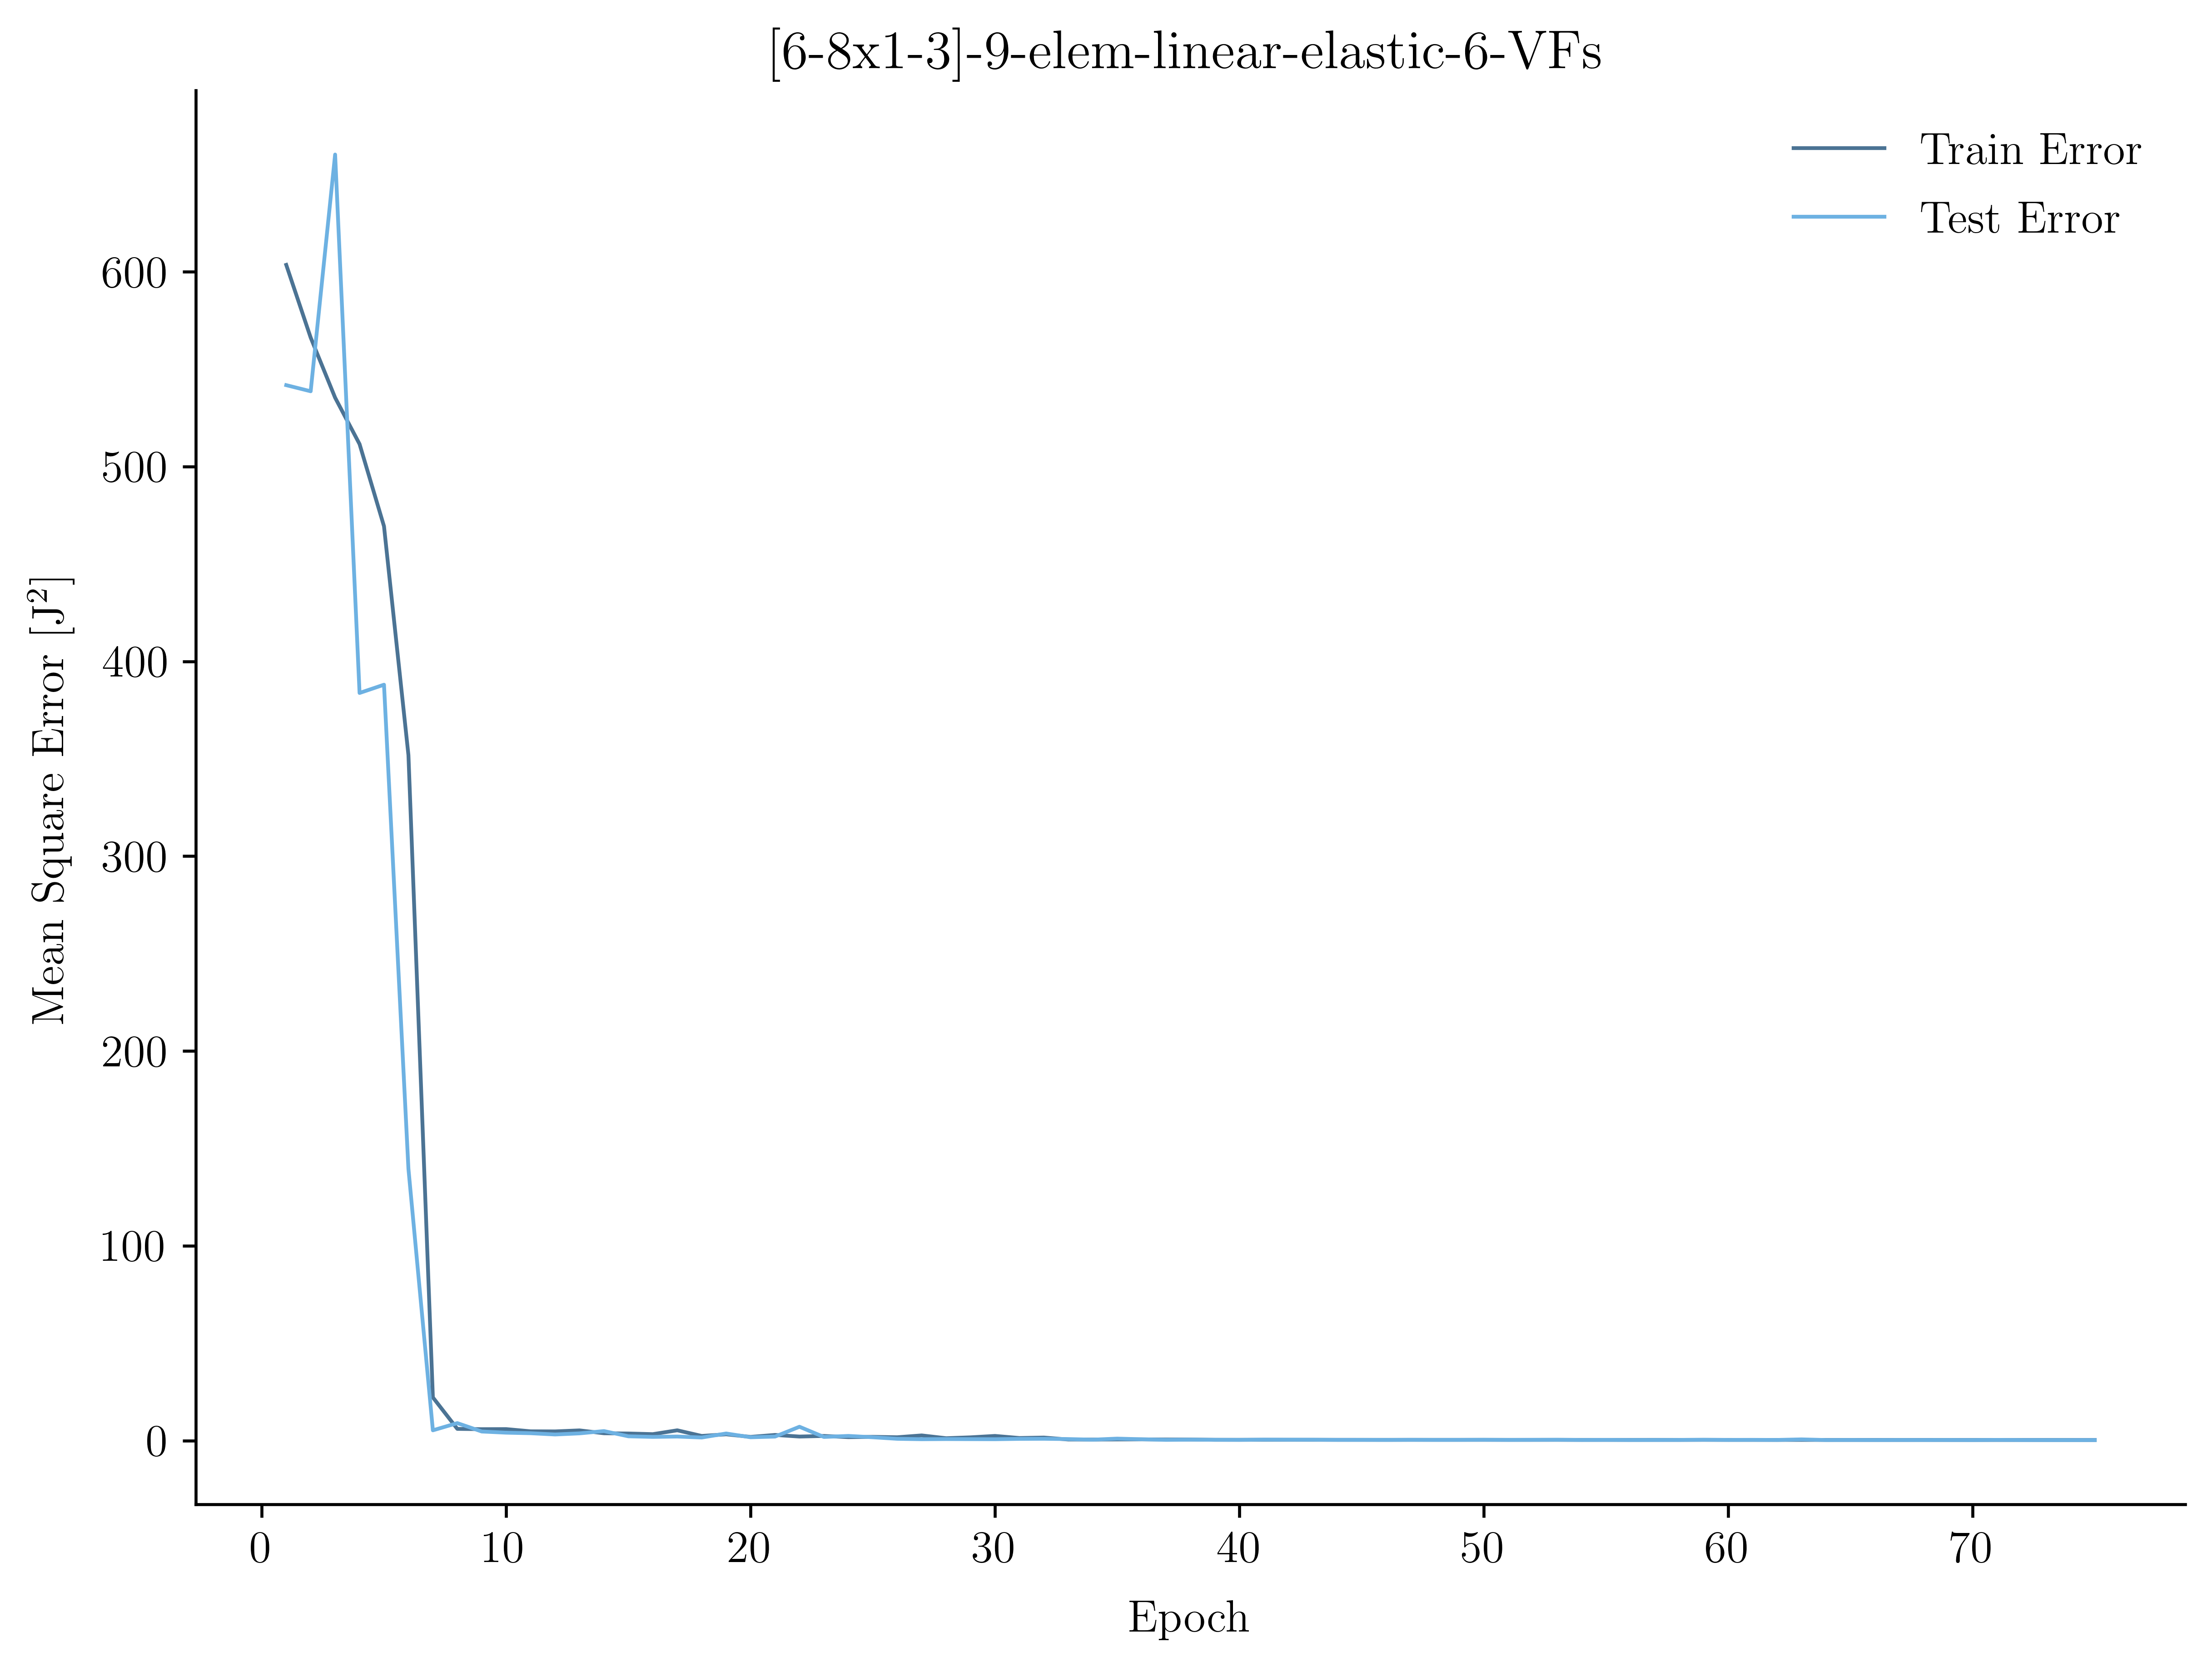 [6-8x1-3]-9-elem-linear-elastic-6-VFs
Train Error
Test Error
Mean Square Error [J²]
600
500
400
300
200
100
0
0 10 20 30 40 50 60 70
Epoch